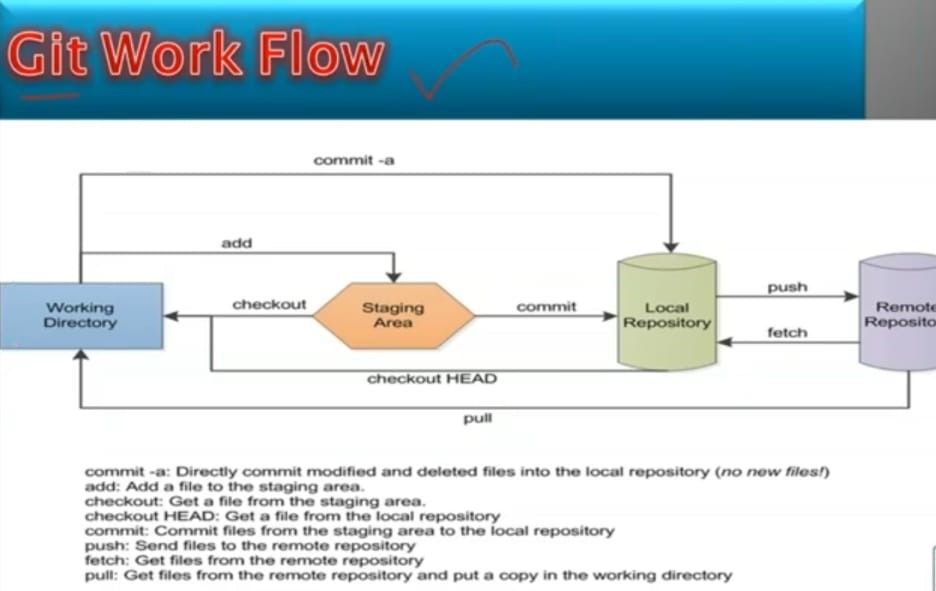 Git Work Flow
commit -a
add
Working
Directory
checkout
Staging
Area
commit
Local
Repository
push
fetch
Remote
Reposito
checkout HEAD
pull
commit -a: Directly commit modified and deleted files into the local repository (no new files!)
add: Add a file to the staging area.
checkout: Get a file from the staging area.
checkout HEAD: Get a file from the local repository
commit: Commit files from the staging area to the local repository
push: Send files to the remote repository
fetch: Get files from the remote repository
pull: Get files from the remote repository and put a copy in the working directory